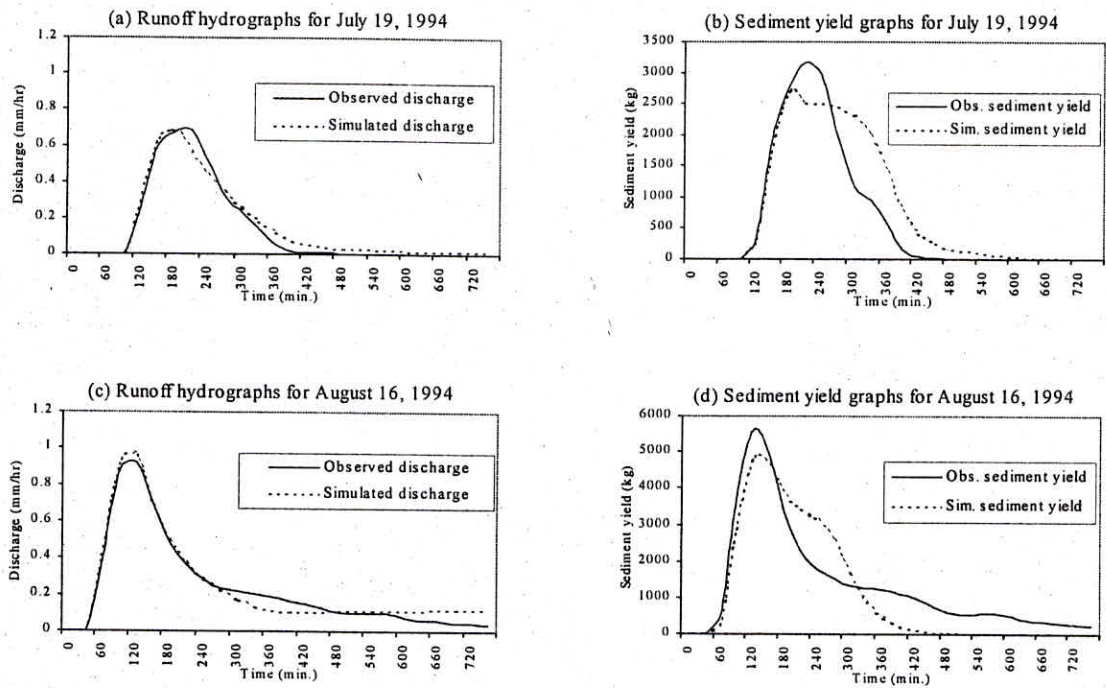 (a) Runoff hydrographs for July 19, 1994
1.2
1
0.8
0.6
0.4
0.2
0
Discharge (mm/hr)
Observed discharge
Simulated discharge
0 60 120 180 240 300 360 420 480 540 600 660 720
Time (min.)
(b) Sediment yield graphs for July 19, 1994
3500
3000
2500
2000
1500
1000
500
0
Sediment yield (kg)
Obs. sediment yield
Sim. sediment yield
0 60 120 180 240 300 360 420 480 540 600 660 720
Time (min.)
(c) Runoff hydrographs for August 16, 1994
1.2
1
0.8
0.6
0.4
0.2
0
Discharge (mm/hr)
Observed discharge
Simulated discharge
0 60 120 180 240 300 360 420 480 540 600 660 720
Time (min.)
(d) Sediment yield graphs for August 16, 1994
6000
5000
4000
3000
2000
1000
0
Sediment yield (kg)
Obs. sediment yield
Sim. sediment yield
0 60 120 180 240 300 360 420 480 540 600 660 720
Time (min.)